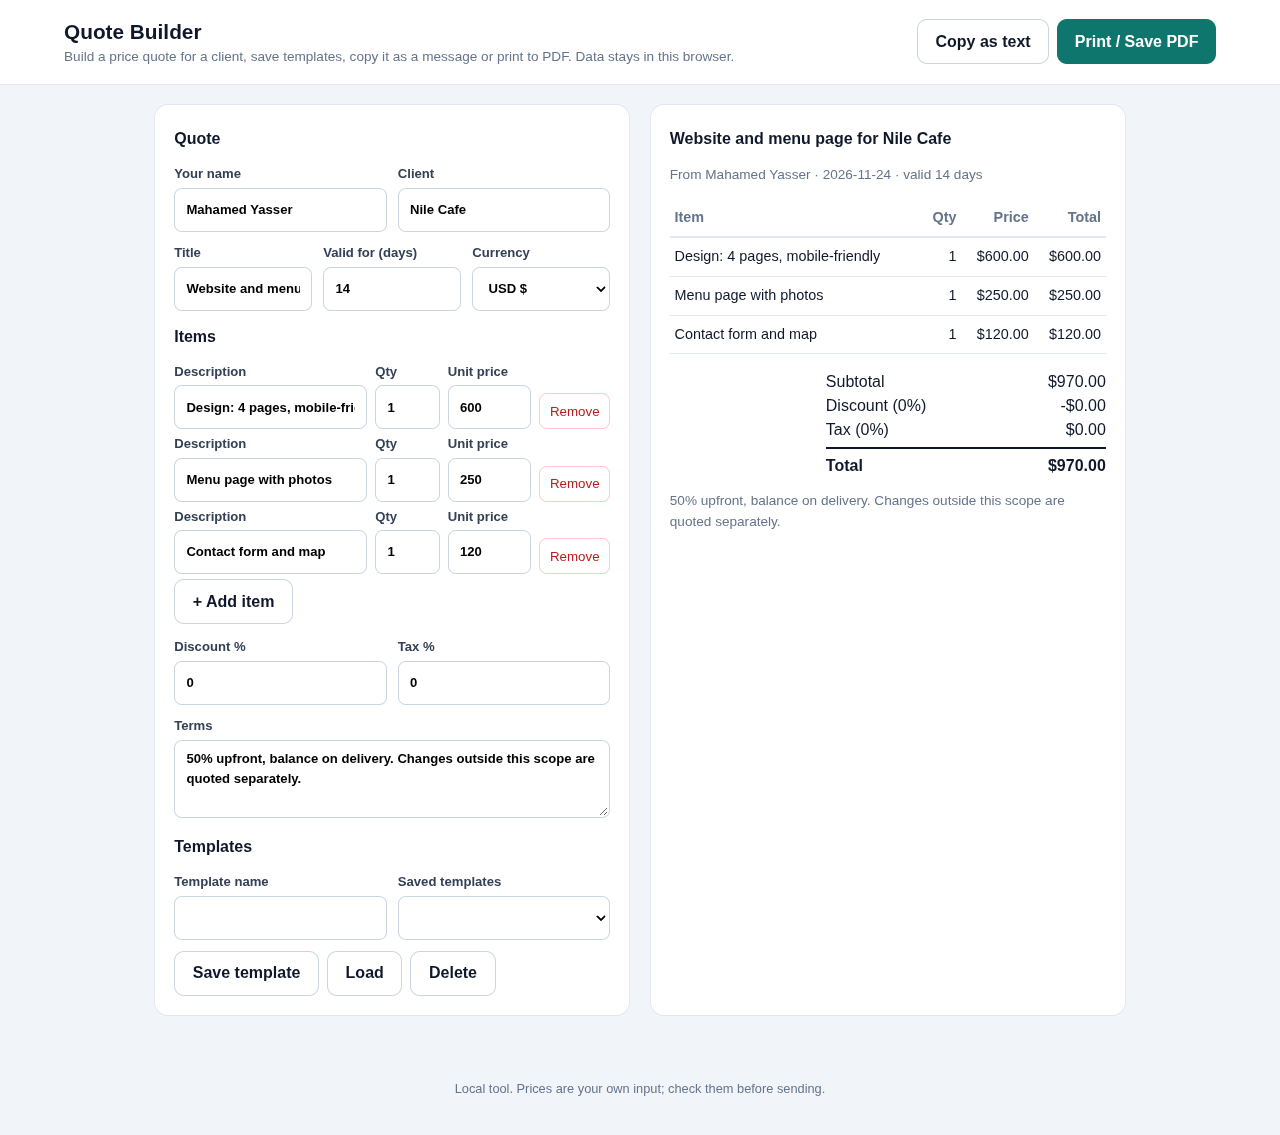 Quote Builder
Build a price quote for a client, save templates, copy it as a message or print to PDF. Data stays in this browser.
Copy as text
Print / Save PDF
Quote
Your name Client
Mahamed Yasser Nile Cafe
Title Valid for (days) Currency
Website and menu 14 USD $
Items
Description Qty Unit price
Design: 4 pages, mobile-fri 1 600 Remove
Description Qty Unit price
Menu page with photos 1 250 Remove
Description Qty Unit price
Contact form and map 1 120 Remove
+ Add item
Discount % Tax %
0 0
Terms
50% upfront, balance on delivery. Changes outside this scope are
quoted separately.
Templates
Template name Saved templates
Save template Load Delete
Website and menu page for Nile Cafe
From Mahamed Yasser · 2026-11-24 · valid 14 days
Item Qty Price Total
Design: 4 pages, mobile-friendly 1 $600.00 $600.00
Menu page with photos 1 $250.00 $250.00
Contact form and map 1 $120.00 $120.00
Subtotal $970.00
Discount (0%) -$0.00
Tax (0%) $0.00
Total $970.00
50% upfront, balance on delivery. Changes outside this scope are
quoted separately.
Local tool. Prices are your own input; check them before sending.